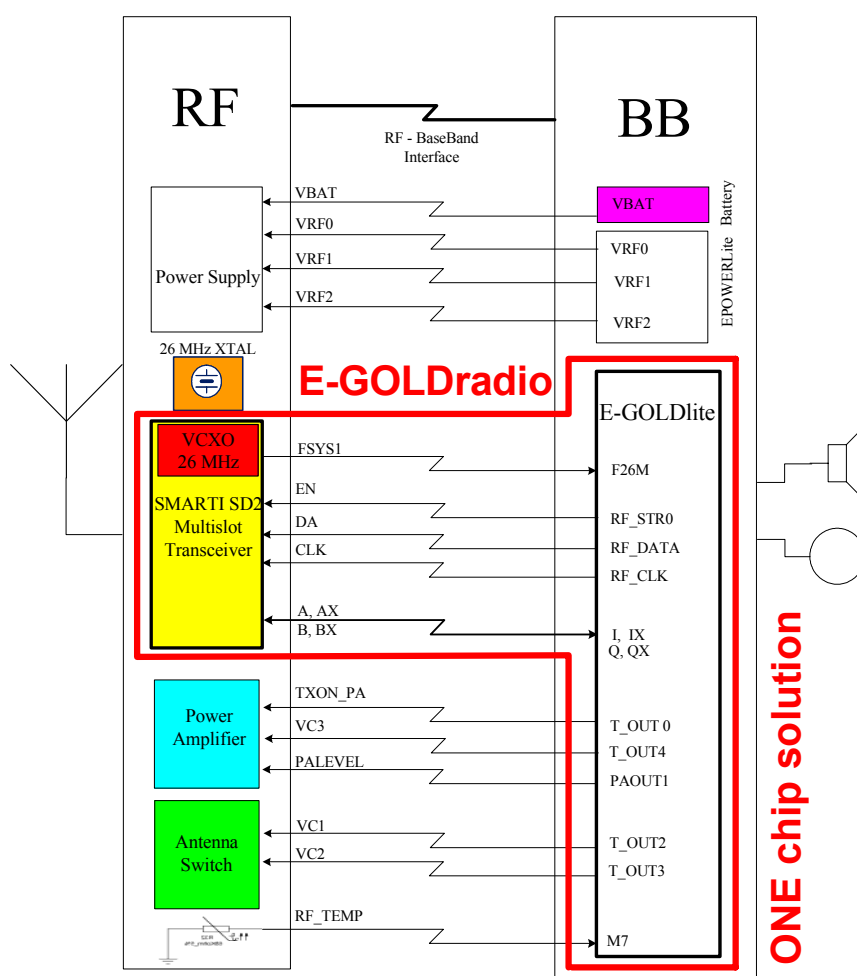 RF
BB
RF - BaseBand
Interface
VBAT
VRF0
VRF1
VRF2
Power Supply
VBAT
Battery
VRF0
VRF1
VRF2
EPOWERLite
26 MHz XTAL
E-GOLDradio
E-GOLDlite
VCXO
26 MHz
SMARTI SD2
Multislot
Transceiver
FSYS1
EN
DA
CLK
A, AX
B, BX
F26M
RF_STR0
RF_DATA
RF_CLK
I, IX
Q, QX
ONE chip solution
Power
Amplifier
TXON_PA
VC3
PALEVEL
T_OUT 0
T_OUT4
PAOUT1
Antenna
Switch
VC1
VC2
T_OUT2
T_OUT3
RF_TEMP
M7